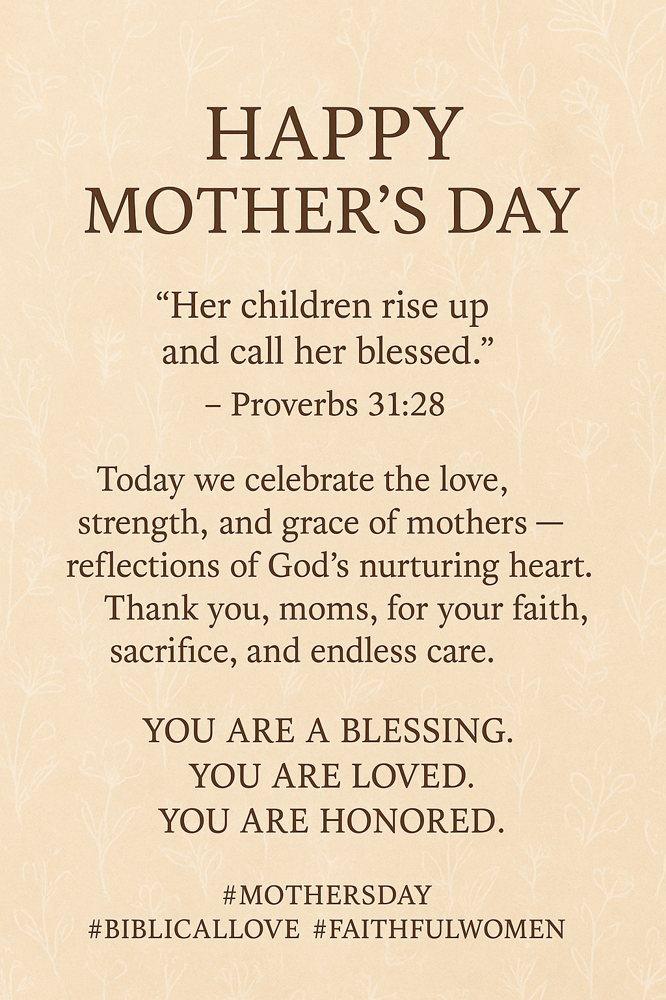 HAPPY
MOTHER’S DAY
“Her children rise up
and call her blessed.”
– Proverbs 31:28
Today we celebrate the love,
strength, and grace of mothers —
reflections of God’s nurturing heart.
Thank you, moms, for your faith,
sacrifice, and endless care.
YOU ARE A BLESSING.
YOU ARE LOVED.
YOU ARE HONORED.
#MOTHERSDAY
#BIBLICALLOVE #FAITHFULWOMEN